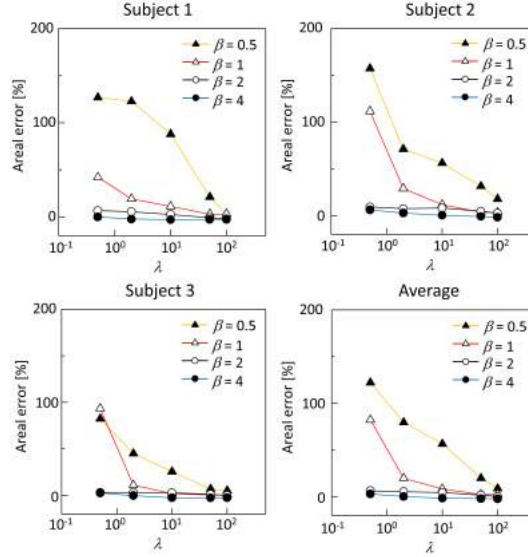 Subject 1
200
100
0
Areal error [%]
β = 0.5
β = 1
β = 2
β = 4
10⁻¹ 10⁰ 10¹ 10²
λ
Subject 2
200
100
0
Areal error [%]
β = 0.5
β = 1
β = 2
β = 4
10⁻¹ 10⁰ 10¹ 10²
λ
Subject 3
200
100
0
Areal error [%]
β = 0.5
β = 1
β = 2
β = 4
10⁻¹ 10⁰ 10¹ 10²
λ
Average
200
100
0
Areal error [%]
β = 0.5
β = 1
β = 2
β = 4
10⁻¹ 10⁰ 10¹ 10²
λ